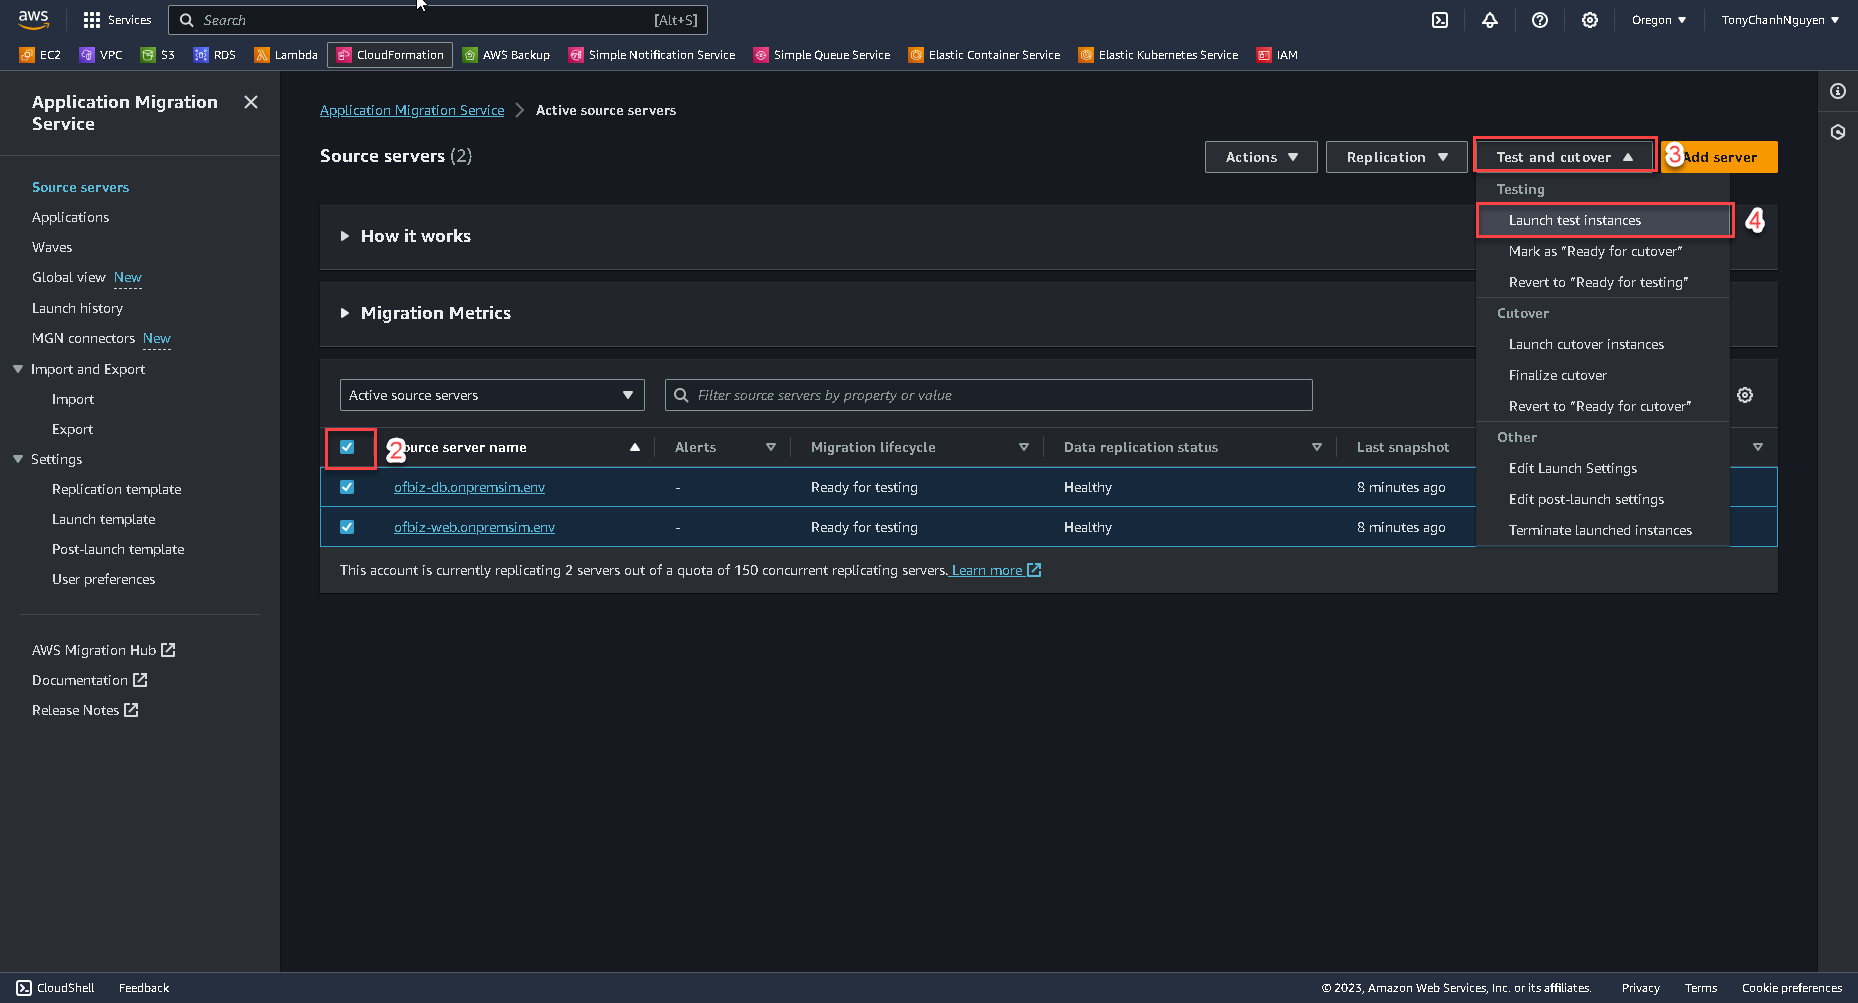 aws Services Search [Alt+S] Oregon TonyChanhNguyen
EC2 VPC S3 RDS Lambda CloudFormation AWS Backup Simple Notification Service Simple Queue Service Elastic Container Service Elastic Kubernetes Service IAM
Application Migration
Service
Source servers
Applications
Waves
Global view New
Launch history
MGN connectors New
Import and Export
Import
Export
Settings
Replication template
Launch template
Post-launch template
User preferences
AWS Migration Hub
Documentation
Release Notes
Application Migration Service Active source servers
Source servers (2)
Actions Replication Test and cutover 3 Add server
Testing
Launch test instances 4
Mark as “Ready for cutover”
Revert to “Ready for testing”
Cutover
Launch cutover instances
Finalize cutover
Revert to “Ready for cutover”
Other
Edit Launch Settings
Edit post-launch settings
Terminate launched instances
How it works
Migration Metrics
Active source servers Filter source servers by property or value
2 Source server name Alerts Migration lifecycle Data replication status Last snapshot
ofbiz-db.onpremsim.env - Ready for testing Healthy 8 minutes ago
ofbiz-web.onpremsim.env - Ready for testing Healthy 8 minutes ago
This account is currently replicating 2 servers out of a quota of 150 concurrent replicating servers. Learn more
CloudShell Feedback © 2023, Amazon Web Services, Inc. or its affiliates. Privacy Terms Cookie preferences